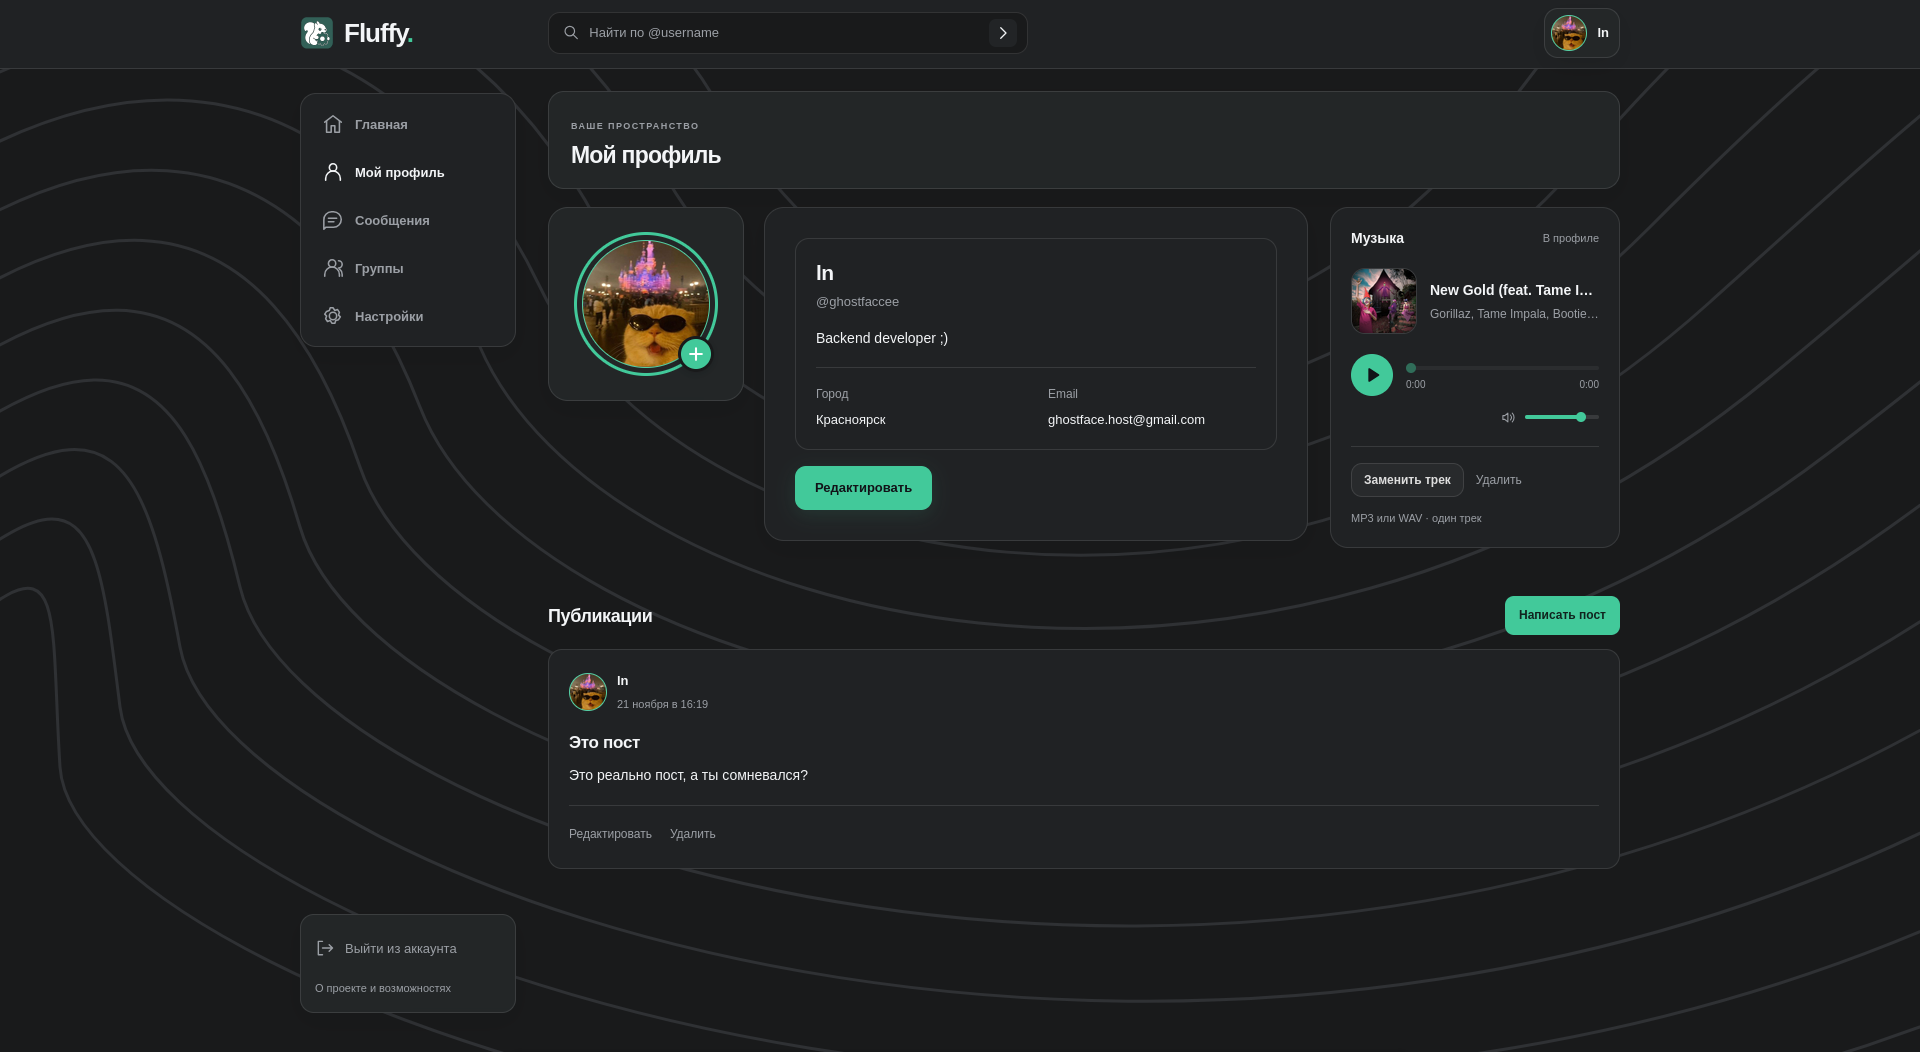 Fluffy.
Найти по @username
In
Главная
Мой профиль
Сообщения
Группы
Настройки
ВАШЕ ПРОСТРАНСТВО
Мой профиль
In
@ghostfaccee
Backend developer ;)
Город
Email
Красноярск
ghostface.host@gmail.com
Редактировать
Музыка
В профиле
New Gold (feat. Tame I…
Gorillaz, Tame Impala, Bootie…
0:00
0:00
Заменить трек
Удалить
MP3 или WAV · один трек
Публикации
Написать пост
In
21 ноября в 16:19
Это пост
Это реально пост, а ты сомневался?
Редактировать
Удалить
Выйти из аккаунта
О проекте и возможностях